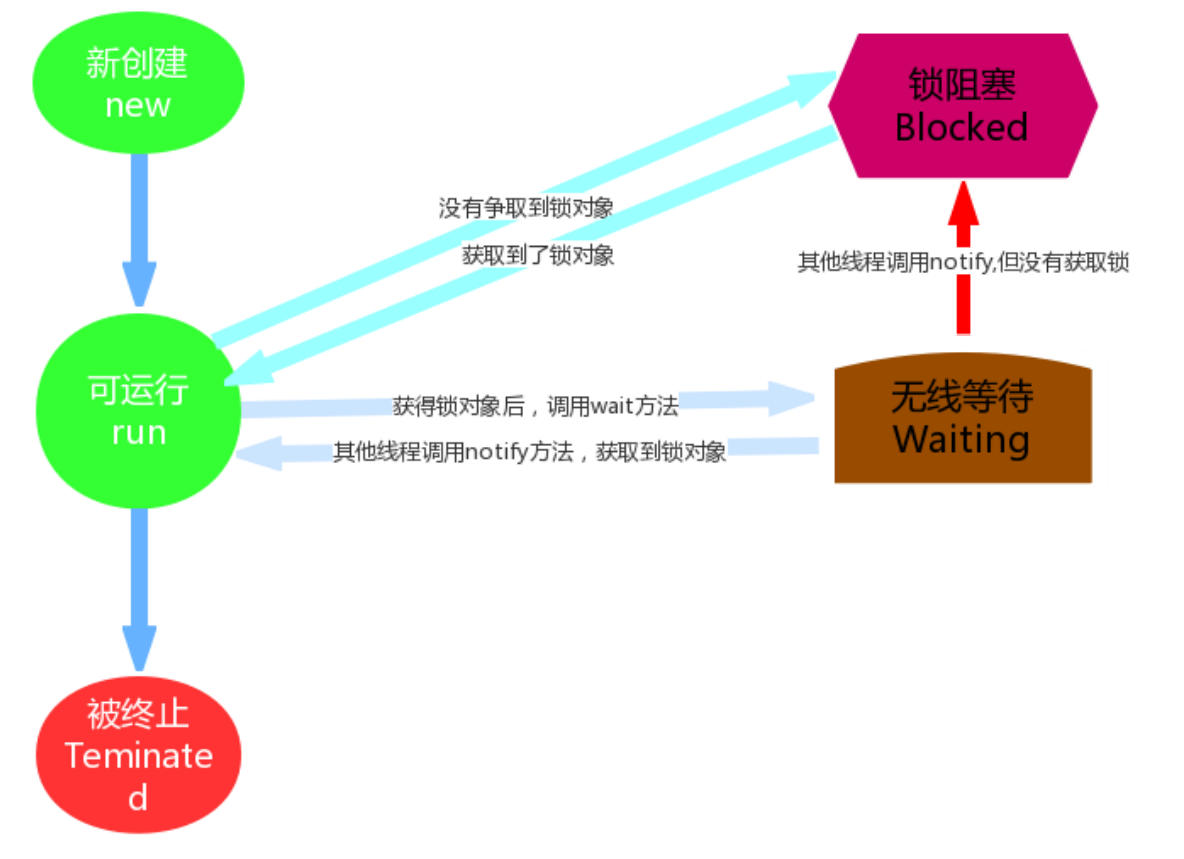 新创建
new
锁阻塞
Blocked
没有争取到锁对象
获取到了锁对象
其他线程调用notify,但没有获取锁
可运行
run
获得锁对象后，调用wait方法
其他线程调用notify方法，获取到锁对象
无线等待
Waiting
被终止
Teminate
d